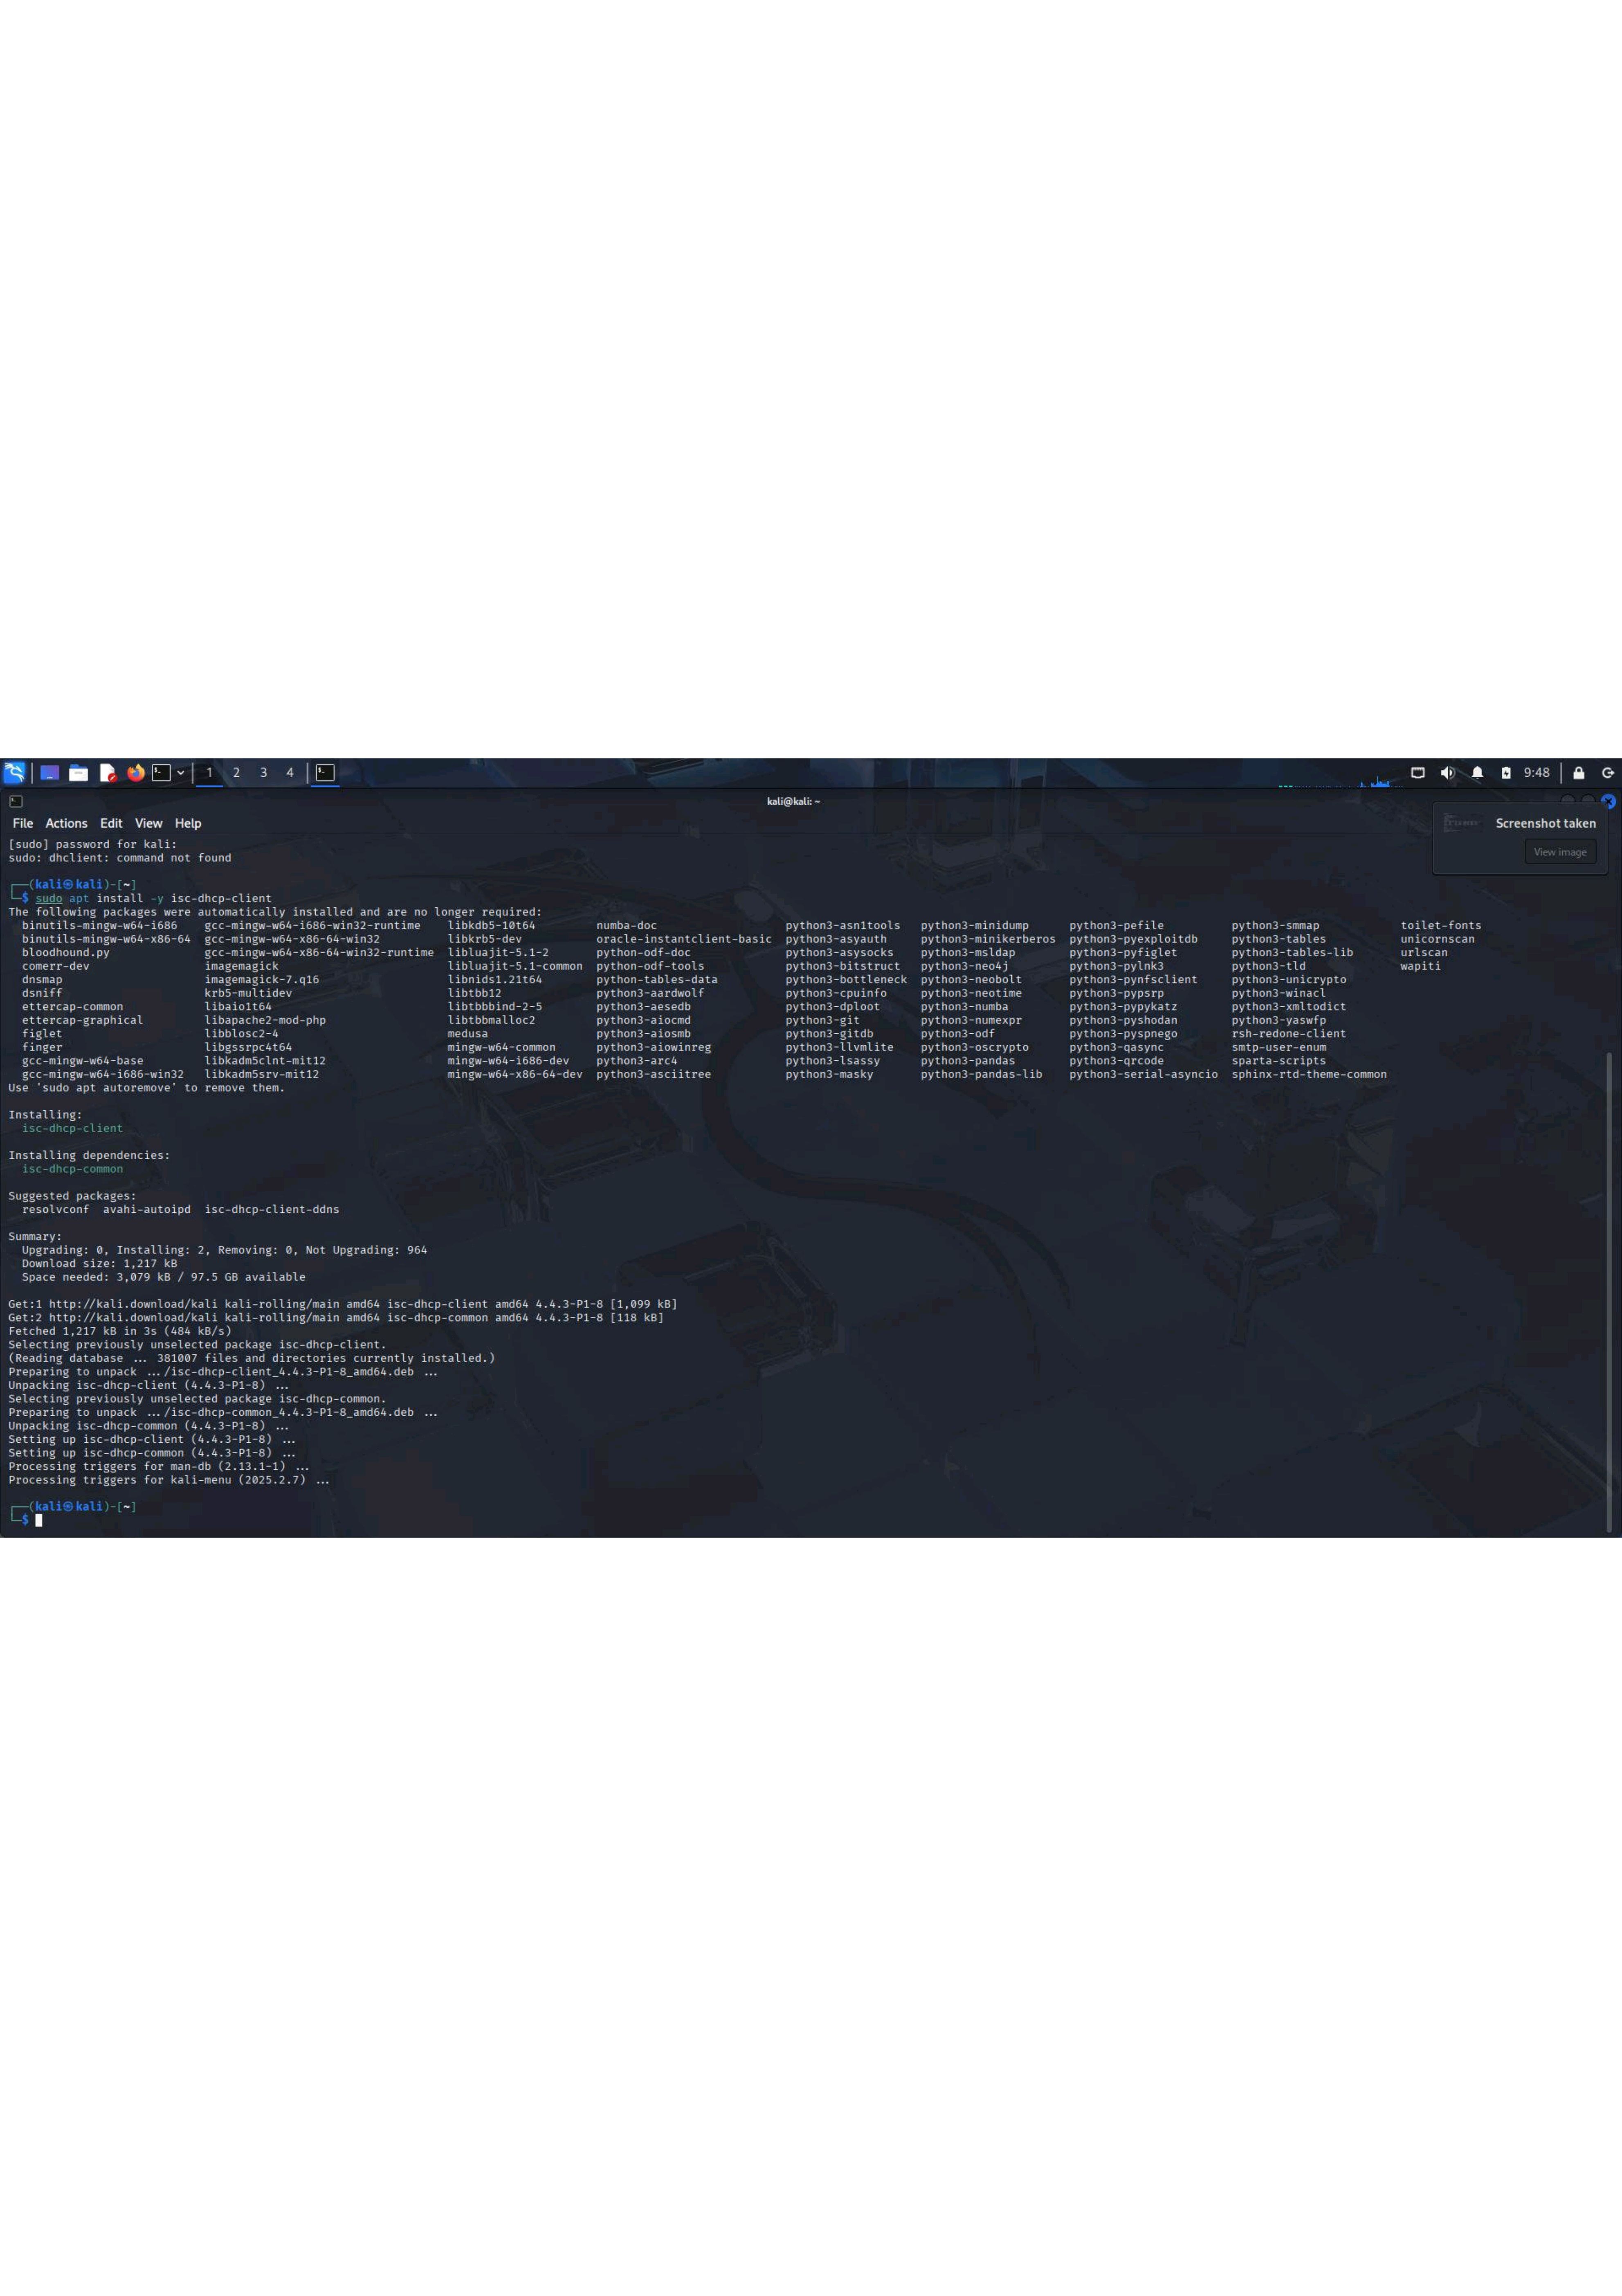 1 2 3 4 9:48
kali@kali: ~
File Actions Edit View Help
Screenshot taken
View image
[sudo] password for kali:
sudo: dhclient: command not found
┌──(kali㉿kali)-[~]
└─$ sudo apt install -y isc-dhcp-client
The following packages were automatically installed and are no longer required:
binutils-mingw-w64-i686 gcc-mingw-w64-i686-win32-runtime libkdb5-10t64 numba-doc python3-asn1tools python3-minidump python3-pefile python3-smmap toilet-fonts
binutils-mingw-w64-x86-64 gcc-mingw-w64-x86-64-win32 libkrb5-dev oracle-instantclient-basic python3-asyauth python3-minikerberos python3-pyexploitdb python3-tables unicornscan
bloodhound.py gcc-mingw-w64-x86-64-win32-runtime libluajit-5.1-2 python-odf-doc python3-asysocks python3-msldap python3-pyfiglet python3-tables-lib urlscan
comerr-dev imagemagick libluajit-5.1-common python-odf-tools python3-bitstruct python3-neo4j python3-pylnk3 python3-tld wapiti
dnsmap imagemagick-7.q16 libnids1.21t64 python-tables-data python3-bottleneck python3-neobolt python3-pynfsclient python3-unicrypto
dsniff krb5-multidev libtbb12 python3-aardwolf python3-cpuinfo python3-neotime python3-pypsrp python3-winacl
ettercap-common libaio1t64 libtbbbind-2-5 python3-aesedb python3-dploot python3-numba python3-pypykatz python3-xmltodict
ettercap-graphical libapache2-mod-php libtbbmalloc2 python3-aiocmd python3-git python3-numexpr python3-pyshodan python3-yaswfp
figlet libblosc2-4 medusa python3-aiosmb python3-gitdb python3-odf python3-pyspnego rsh-redone-client
finger libgssrpc4t64 mingw-w64-common python3-aiowinreg python3-llvmlite python3-oscrypto python3-qasync smtp-user-enum
gcc-mingw-w64-base libkadm5clnt-mit12 mingw-w64-i686-dev python3-arc4 python3-lsassy python3-pandas python3-qrcode sparta-scripts
gcc-mingw-w64-i686-win32 libkadm5srv-mit12 mingw-w64-x86-64-dev python3-asciitree python3-masky python3-pandas-lib python3-serial-asyncio sphinx-rtd-theme-common
Use 'sudo apt autoremove' to remove them.
Installing:
isc-dhcp-client
Installing dependencies:
isc-dhcp-common
Suggested packages:
resolvconf avahi-autoipd isc-dhcp-client-ddns
Summary:
Upgrading: 0, Installing: 2, Removing: 0, Not Upgrading: 964
Download size: 1,217 kB
Space needed: 3,079 kB / 97.5 GB available
Get:1 http://kali.download/kali kali-rolling/main amd64 isc-dhcp-client amd64 4.4.3-P1-8 [1,099 kB]
Get:2 http://kali.download/kali kali-rolling/main amd64 isc-dhcp-common amd64 4.4.3-P1-8 [118 kB]
Fetched 1,217 kB in 3s (484 kB/s)
Selecting previously unselected package isc-dhcp-client.
(Reading database ... 381007 files and directories currently installed.)
Preparing to unpack .../isc-dhcp-client_4.4.3-P1-8_amd64.deb ...
Unpacking isc-dhcp-client (4.4.3-P1-8) ...
Selecting previously unselected package isc-dhcp-common.
Preparing to unpack .../isc-dhcp-common_4.4.3-P1-8_amd64.deb ...
Unpacking isc-dhcp-common (4.4.3-P1-8) ...
Setting up isc-dhcp-client (4.4.3-P1-8) ...
Setting up isc-dhcp-common (4.4.3-P1-8) ...
Processing triggers for man-db (2.13.1-1) ...
Processing triggers for kali-menu (2025.2.7) ...
┌──(kali㉿kali)-[~]
└─$